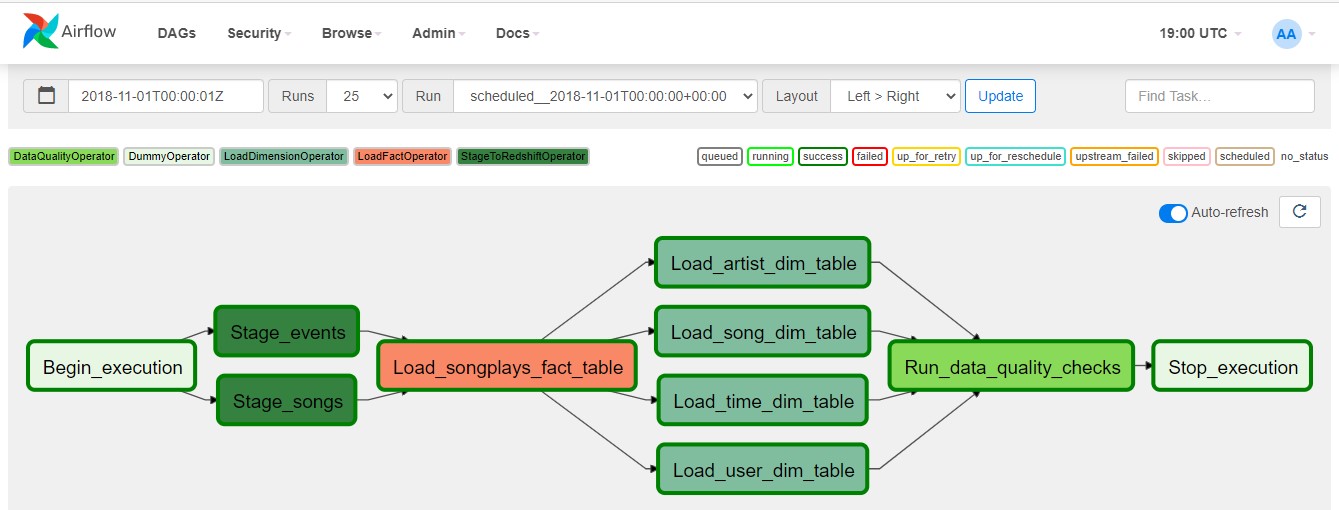 Airflow DAGs Security Browse Admin Docs 19:00 UTC AA
2018-11-01T00:00:01Z Runs 25 Run scheduled__2018-11-01T00:00:00+00:00 Layout Left > Right Update Find Task...
DataQualityOperator DummyOperator LoadDimensionOperator LoadFactOperator StageToRedshiftOperator queued running success failed up_for_retry up_for_reschedule upstream_failed skipped scheduled no_status
Auto-refresh
Load_artist_dim_table
Stage_events Load_song_dim_table
Begin_execution Load_songplays_fact_table Run_data_quality_checks Stop_execution
Stage_songs Load_time_dim_table
Load_user_dim_table